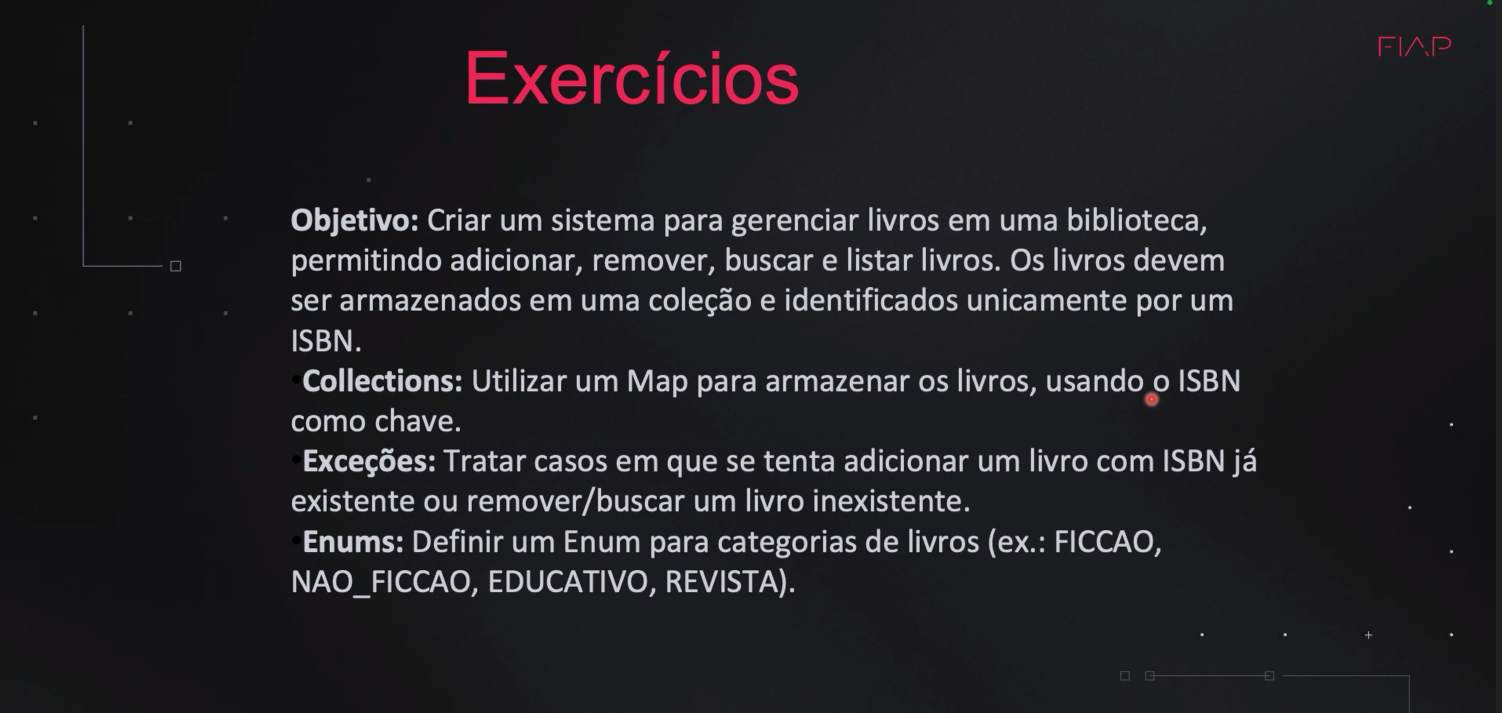 FIAP
Exercícios
Objetivo: Criar um sistema para gerenciar livros em uma biblioteca,
permitindo adicionar, remover, buscar e listar livros. Os livros devem
ser armazenados em uma coleção e identificados unicamente por um
ISBN.
•Collections: Utilizar um Map para armazenar os livros, usando o ISBN
como chave.
•Exceções: Tratar casos em que se tenta adicionar um livro com ISBN já
existente ou remover/buscar um livro inexistente.
•Enums: Definir um Enum para categorias de livros (ex.: FICCAO,
NAO_FICCAO, EDUCATIVO, REVISTA).